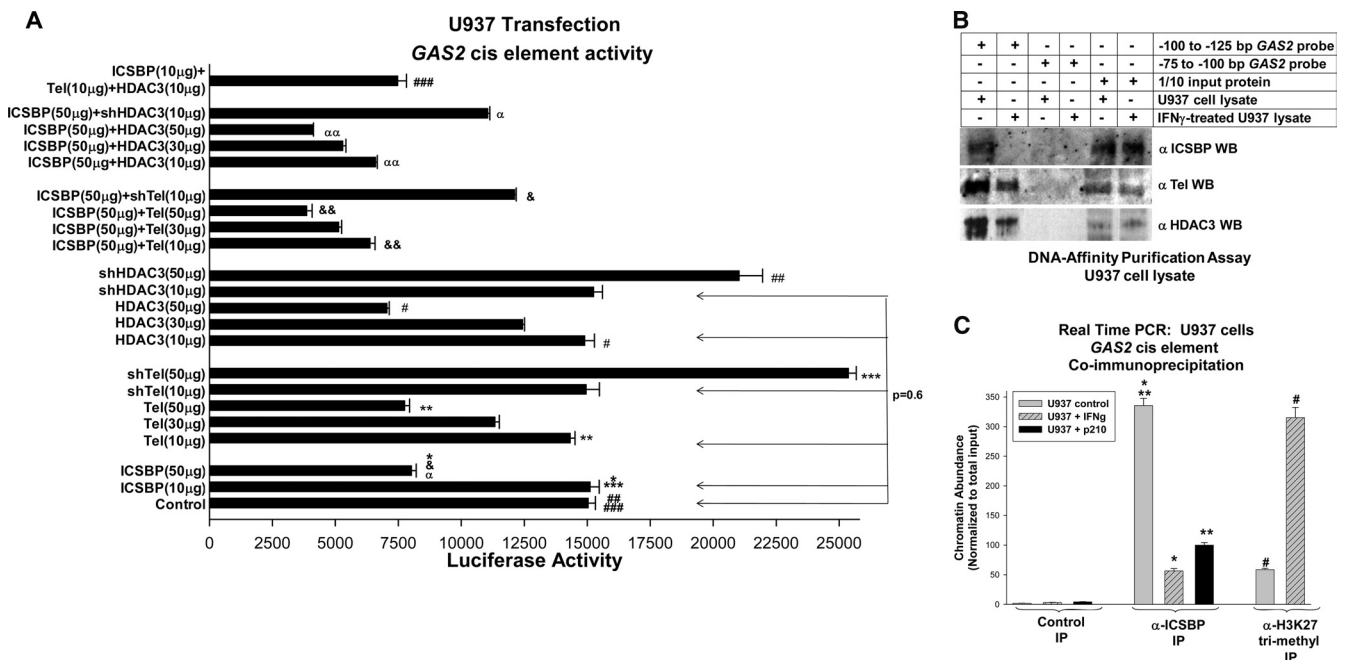 A
U937 Transfection
GAS2 cis element activity
ICSBP(10μg)+
Tel(10μg)+HDAC3(10μg)
###
ICSBP(50μg)+shHDAC3(10μg)
α
ICSBP(50μg)+HDAC3(50μg)
αα
ICSBP(50μg)+HDAC3(30μg)
ICSBP(50μg+HDAC3(10μg)
αα
ICSBP(50μg)+shTel(10μg)
&
ICSBP(50μg)+Tel(50μg)
&&
ICSBP(50μg)+Tel(30μg)
ICSBP(50μg)+Tel(10μg)
&&
shHDAC3(50μg)
##
shHDAC3(10μg)
HDAC3(50μg)
#
HDAC3(30μg)
HDAC3(10μg)
#
shTel(50μg)
***
shTel(10μg)
p=0.6
Tel(50μg)
**
Tel(30μg)
Tel(10μg)
**
ICSBP(50μg)
*
&
α
ICSBP(10μg)
*
***
Control
##
###
0 2500 5000 7500 10000 12500 15000 17500 20000 22500 25000
Luciferase Activity
B
+ + - - - - -100 to -125 bp GAS2 probe
- - + + - - -75 to -100 bp GAS2 probe
- - - - + + 1/10 input protein
+ - + - + - U937 cell lysate
- + - + - + IFNγ-treated U937 lysate
α ICSBP WB
α Tel WB
α HDAC3 WB
DNA-Affinity Purification Assay
U937 cell lysate
C
Real Time PCR: U937 cells
GAS2 cis element
Co-immunoprecipitation
U937 control
U937 + IFNg
U937 + p210
Chromatin Abundance
(Normalized to total input)
350
300
250
200
150
100
50
0
*
**
*
**
#
#
Control
IP
α-ICSBP
IP
α-H3K27
tri-methyl
IP